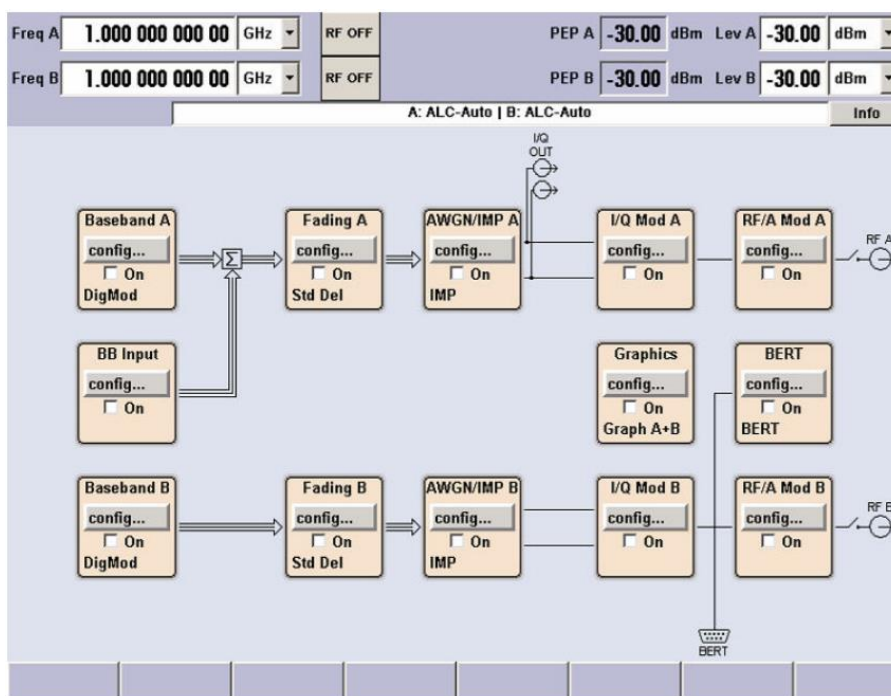 Freq A 1.000 000 000 00 GHz RF OFF PEP A -30.00 dBm Lev A -30.00 dBm
Freq B 1.000 000 000 00 GHz RF OFF PEP B -30.00 dBm Lev B -30.00 dBm
A: ALC-Auto | B: ALC-Auto Info
I/Q
OUT
Baseband A Fading A AWGN/IMP A I/Q Mod A RF/A Mod A
config... config... config... config... config... RF A
On On On On On
DigMod Std Del IMP
Σ
BB Input Graphics BERT
config... config... config...
On On On
Graph A+B BERT
Baseband B Fading B AWGN/IMP B I/Q Mod B RF/A Mod B
config... config... config... config... config... RF B
On On On On On
DigMod Std Del IMP
BERT